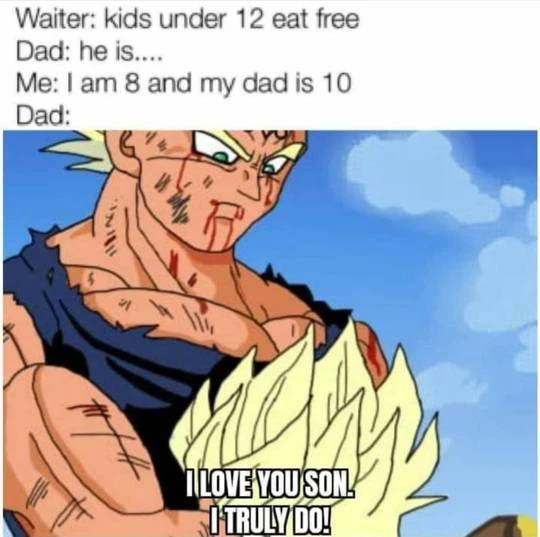 Waiter: kids under 12 eat free
Dad: he is....
Me: I am 8 and my dad is 10
Dad:
I LOVE YOU SON.
I TRULY DO!